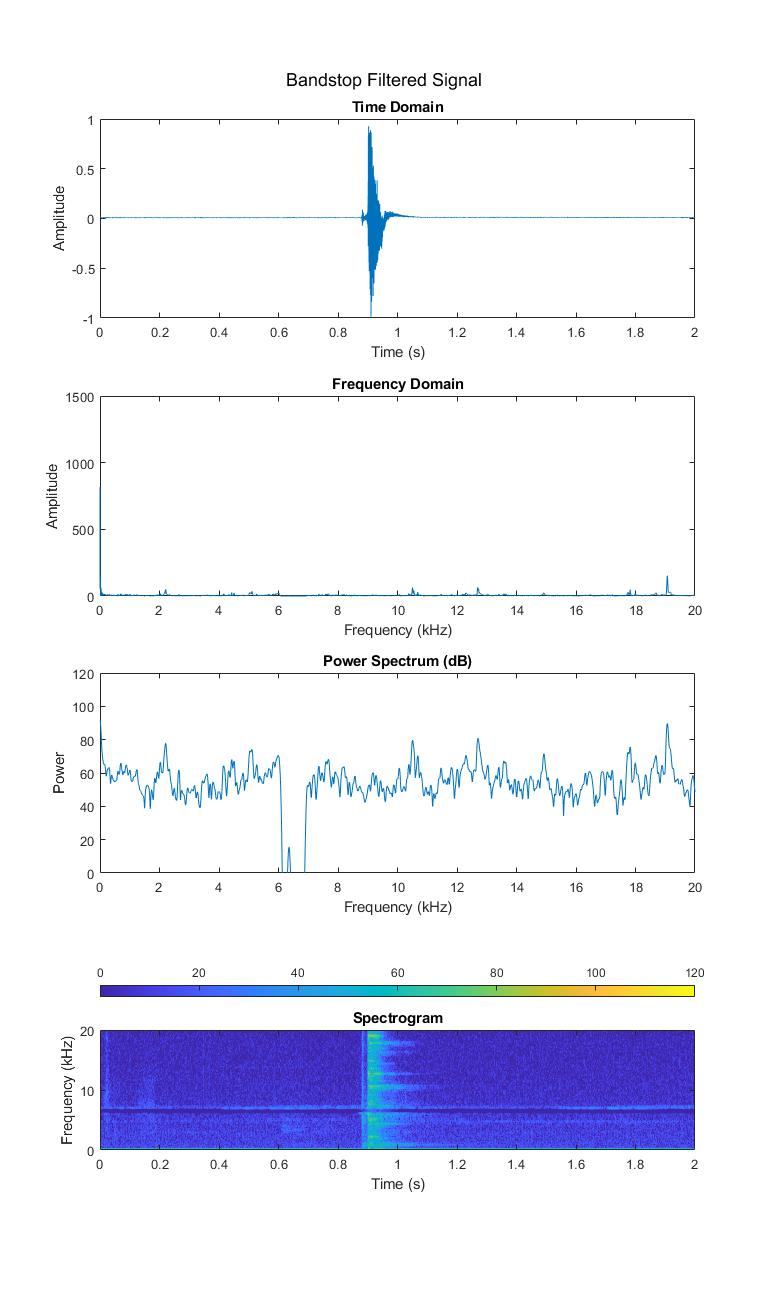 Bandstop Filtered Signal
Time Domain
1
0.5
0
-0.5
-1
Amplitude
0 0.2 0.4 0.6 0.8 1 1.2 1.4 1.6 1.8 2
Time (s)
Frequency Domain
1500
1000
500
0
Amplitude
0 2 4 6 8 10 12 14 16 18 20
Frequency (kHz)
Power Spectrum (dB)
120
100
80
60
40
20
0
Power
0 2 4 6 8 10 12 14 16 18 20
Frequency (kHz)
0 20 40 60 80 100 120
Spectrogram
20
10
0
Frequency (kHz)
0 0.2 0.4 0.6 0.8 1 1.2 1.4 1.6 1.8 2
Time (s)